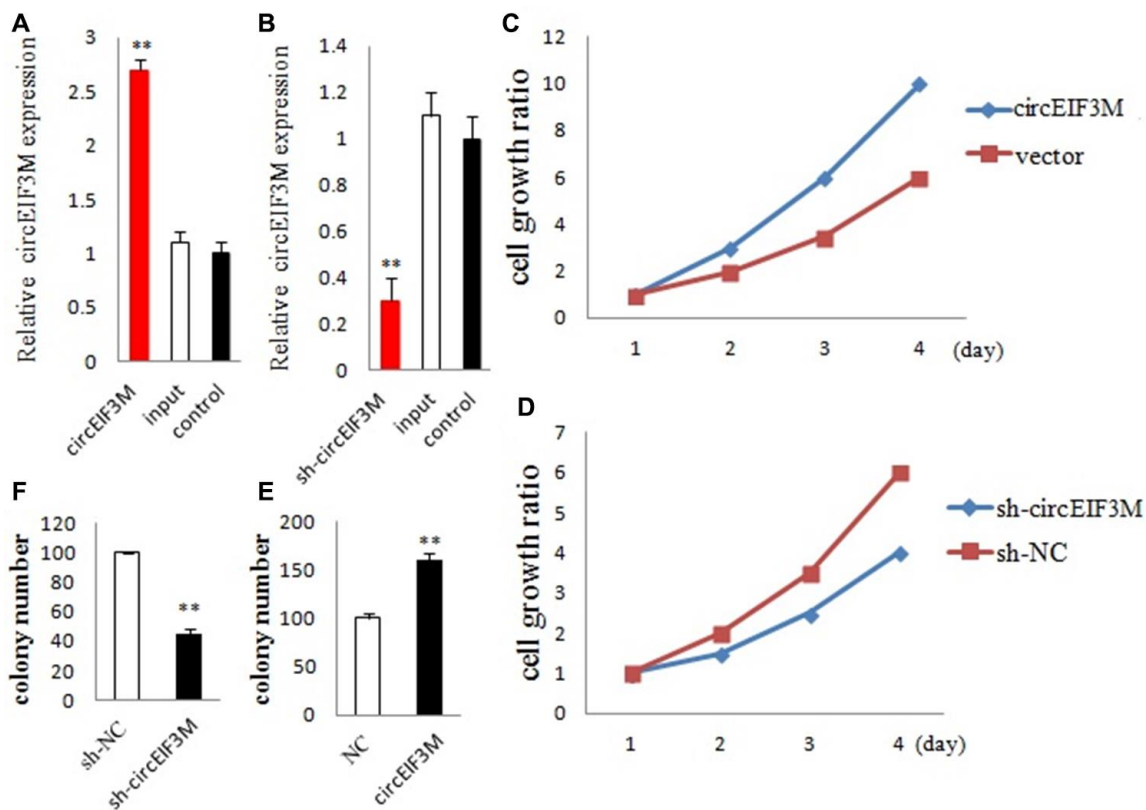 A
Relative circEIF3M expression
3
2.5
2
1.5
1
0.5
0
**
circEIF3M
input
control
B
Relative circEIF3M expression
1.4
1.2
1
0.8
0.6
0.4
0.2
0
**
sh-circEIF3M
input
control
C
cell growth ratio
12
10
8
6
4
2
0
1 2 3 4 (day)
circEIF3M
vector
D
cell growth ratio
7
6
5
4
3
2
1
0
1 2 3 4 (day)
sh-circEIF3M
sh-NC
F
colony number
120
100
80
60
40
20
0
**
sh-NC
sh-circEIF3M
E
colony number
200
150
100
50
0
**
NC
circEIF3M